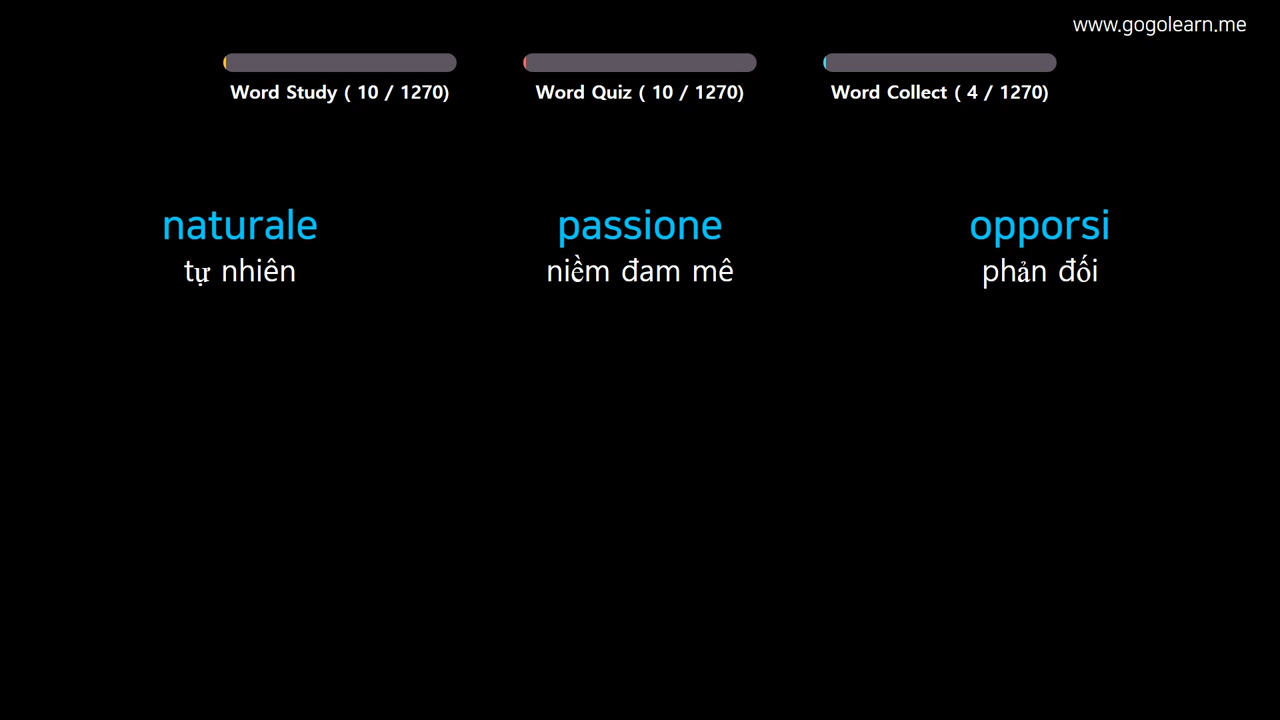 www.gogolearn.me
Word Study ( 10 / 1270)
Word Quiz ( 10 / 1270)
Word Collect ( 4 / 1270)
naturale
tự nhiên
passione
niềm đam mê
opporsi
phản đối